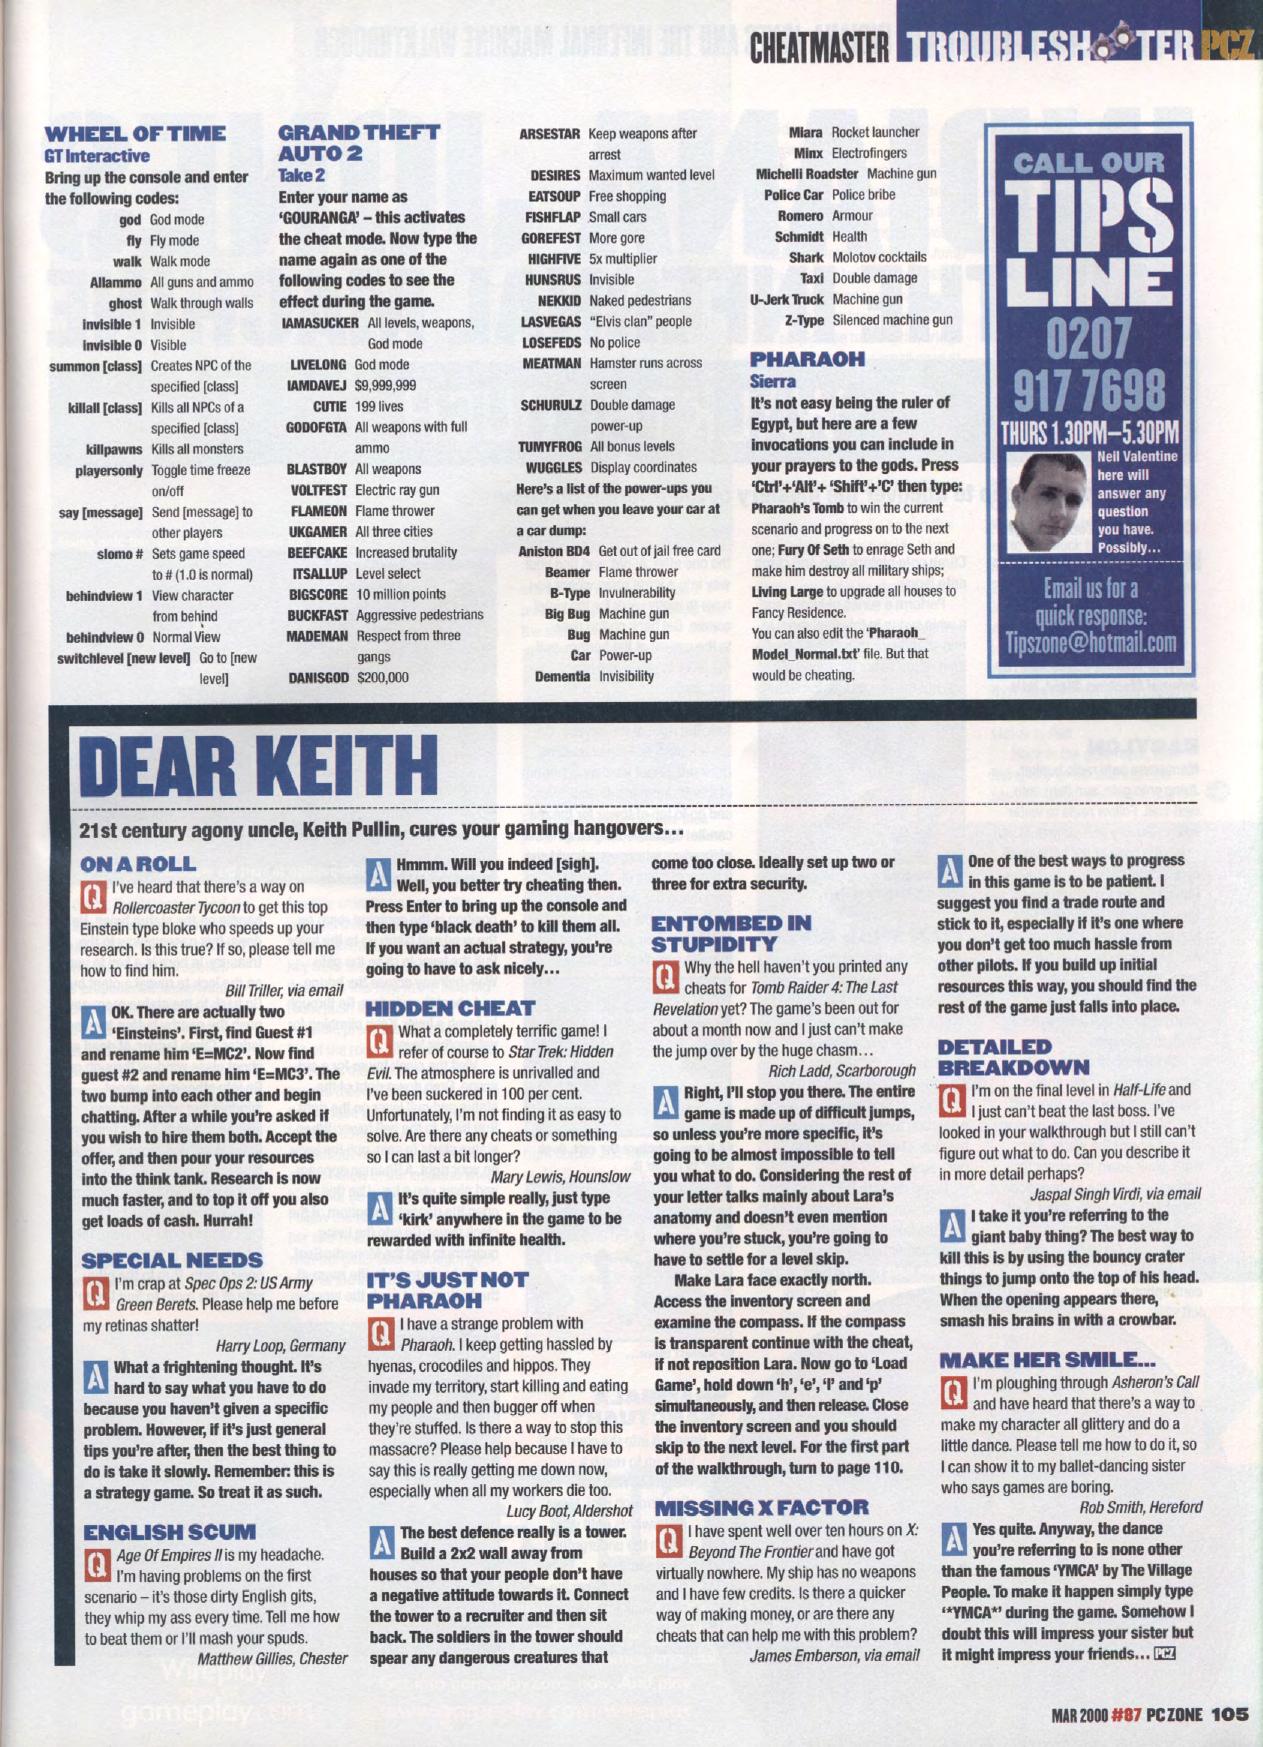 CHEATMASTER TROUBLESHOOTER PCZ
WHEEL OF TIME
GT Interactive
Bring up the console and enter
the following codes:
god God mode
fly Fly mode
walk Walk mode
Allammo All guns and ammo
ghost Walk through walls
invisible 1 Invisible
invisible 0 Visible
summon [class] Creates NPC of the
specified [class]
killall [class] Kills all NPCs of a
specified [class]
killpawns Kills all monsters
playersonly Toggle time freeze
on/off
say [message] Send [message] to
other players
slomo # Sets game speed
to # (1.0 is normal)
behindview 1 View character
from behind
behindview 0 Normal View
switchlevel [new level] Go to [new
level]
GRAND THEFT
AUTO 2
Take 2
Enter your name as
‘GOURANGA’ – this activates
the cheat mode. Now type the
name again as one of the
following codes to see the
effect during the game.
IAMASUCKER All levels, weapons,
God mode
LIVELONG God mode
IAMDAVEJ $9,999,999
CUTIE 199 lives
GODOFGTA All weapons with full
ammo
BLASTBOY All weapons
VOLTFEST Electric ray gun
FLAMEON Flame thrower
UKGAMER All three cities
BEEFCAKE Increased brutality
ITSALLUP Level select
BIGSCORE 10 million points
BUCKFAST Aggressive pedestrians
MADEMAN Respect from three
gangs
DANISGOD $200,000
ARSESTAR Keep weapons after
arrest
DESIRES Maximum wanted level
EATSOUP Free shopping
FISHFLAP Small cars
GOREFEST More gore
HIGHFIVE 5x multiplier
HUNSRUS Invisible
NEKKID Naked pedestrians
LASVEGAS “Elvis clan” people
LOSEFEDS No police
MEATMAN Hamster runs across
screen
SCHURULZ Double damage
power-up
TUMYFROG All bonus levels
WUGGLES Display coordinates
Here's a list of the power-ups you
can get when you leave your car at
a car dump:
Aniston BD4 Get out of jail free card
Beamer Flame thrower
B-Type Invulnerability
Big Bug Machine gun
Bug Machine gun
Car Power-up
Dementia Invisibility
Miara Rocket launcher
Minx Electrofingers
Michelli Roadster Machine gun
Police Car Police bribe
Romero Armour
Schmidt Health
Shark Molotov cocktails
Taxi Double damage
U-Jerk Truck Machine gun
Z-Type Silenced machine gun
PHARAOH
Sierra
It's not easy being the ruler of
Egypt, but here are a few
invocations you can include in
your prayers to the gods. Press
‘Ctrl’+‘Alt’+ ‘Shift’+‘C’ then type:
Pharaoh's Tomb to win the current
scenario and progress on to the next
one; Fury Of Seth to enrage Seth and
make him destroy all military ships;
Living Large to upgrade all houses to
Fancy Residence.
You can also edit the ‘Pharaoh_
Model_Normal.txt’ file. But that
would be cheating.
CALL OUR
TIPS
LINE
0207
917 7698
THURS 1.30PM–5.30PM
Neil Valentine
here will
answer any
question
you have.
Possibly...
Email us for a
quick response:
Tipszone@hotmail.com
DEAR KEITH
21st century agony uncle, Keith Pullin, cures your gaming hangovers...
ON A ROLL
Q I've heard that there's a way on
Rollercoaster Tycoon to get this top
Einstein type bloke who speeds up your
research. Is this true? If so, please tell me
how to find him.
Bill Triller, via email
A OK. There are actually two
‘Einsteins’. First, find Guest #1
and rename him ‘E=MC2’. Now find
guest #2 and rename him ‘E=MC3’. The
two bump into each other and begin
chatting. After a while you're asked if
you wish to hire them both. Accept the
offer, and then pour your resources
into the think tank. Research is now
much faster, and to top it off you also
get loads of cash. Hurrah!
SPECIAL NEEDS
Q I'm crap at Spec Ops 2: US Army
Green Berets. Please help me before
my retinas shatter!
Harry Loop, Germany
A What a frightening thought. It's
hard to say what you have to do
because you haven't given a specific
problem. However, if it's just general
tips you're after, then the best thing to
do is take it slowly. Remember: this is
a strategy game. So treat it as such.
ENGLISH SCUM
Q Age Of Empires II is my headache.
I'm having problems on the first
scenario – it's those dirty English gits,
they whip my ass every time. Tell me how
to beat them or I'll mash your spuds.
Matthew Gillies, Chester
A Hmmm. Will you indeed [sigh].
Well, you better try cheating then.
Press Enter to bring up the console and
then type ‘black death’ to kill them all.
If you want an actual strategy, you're
going to have to ask nicely...
HIDDEN CHEAT
Q What a completely terrific game! I
refer of course to Star Trek: Hidden
Evil. The atmosphere is unrivalled and
I've been suckered in 100 per cent.
Unfortunately, I'm not finding it as easy to
solve. Are there any cheats or something
so I can last a bit longer?
Mary Lewis, Hounslow
A It's quite simple really, just type
‘kirk’ anywhere in the game to be
rewarded with infinite health.
IT'S JUST NOT
PHARAOH
Q I have a strange problem with
Pharaoh. I keep getting hassled by
hyenas, crocodiles and hippos. They
invade my territory, start killing and eating
my people and then bugger off when
they're stuffed. Is there a way to stop this
massacre? Please help because I have to
say this is really getting me down now,
especially when all my workers die too.
Lucy Boot, Aldershot
A The best defence really is a tower.
Build a 2x2 wall away from
houses so that your people don't have
a negative attitude towards it. Connect
the tower to a recruiter and then sit
back. The soldiers in the tower should
spear any dangerous creatures that
come too close. Ideally set up two or
three for extra security.
ENTOMBED IN
STUPIDITY
Q Why the hell haven't you printed any
cheats for Tomb Raider 4: The Last
Revelation yet? The game's been out for
about a month now and I just can't make
the jump over by the huge chasm...
Rich Ladd, Scarborough
A Right, I'll stop you there. The entire
game is made up of difficult jumps,
so unless you're more specific, it's
going to be almost impossible to tell
you what to do. Considering the rest of
your letter talks mainly about Lara's
anatomy and doesn't even mention
where you're stuck, you're going to
have to settle for a level skip.
Make Lara face exactly north.
Access the inventory screen and
examine the compass. If the compass
is transparent continue with the cheat,
if not reposition Lara. Now go to ‘Load
Game’, hold down ‘h’, ‘e’, ‘l’ and ‘p’
simultaneously, and then release. Close
the inventory screen and you should
skip to the next level. For the first part
of the walkthrough, turn to page 110.
MISSING X FACTOR
Q I have spent well over ten hours on X:
Beyond The Frontier and have got
virtually nowhere. My ship has no weapons
and I have few credits. Is there a quicker
way of making money, or are there any
cheats that can help me with this problem?
James Emberson, via email
A One of the best ways to progress
in this game is to be patient. I
suggest you find a trade route and
stick to it, especially if it's one where
you don't get too much hassle from
other pilots. If you build up initial
resources this way, you should find the
rest of the game just falls into place.
DETAILED
BREAKDOWN
Q I'm on the final level in Half-Life and
I just can't beat the last boss. I've
looked in your walkthrough but I still can't
figure out what to do. Can you describe it
in more detail perhaps?
Jaspal Singh Virdi, via email
A I take it you're referring to the
giant baby thing? The best way to
kill this is by using the bouncy crater
things to jump onto the top of his head.
When the opening appears there,
smash his brains in with a crowbar.
MAKE HER SMILE...
Q I'm ploughing through Asheron's Call
and have heard that there's a way to
make my character all glittery and do a
little dance. Please tell me how to do it, so
I can show it to my ballet-dancing sister
who says games are boring.
Rob Smith, Hereford
A Yes quite. Anyway, the dance
you're referring to is none other
than the famous ‘YMCA’ by The Village
People. To make it happen simply type
‘*YMCA*’ during the game. Somehow I
doubt this will impress your sister but
it might impress your friends... PCZ
MAR 2000 #87 PC ZONE 105